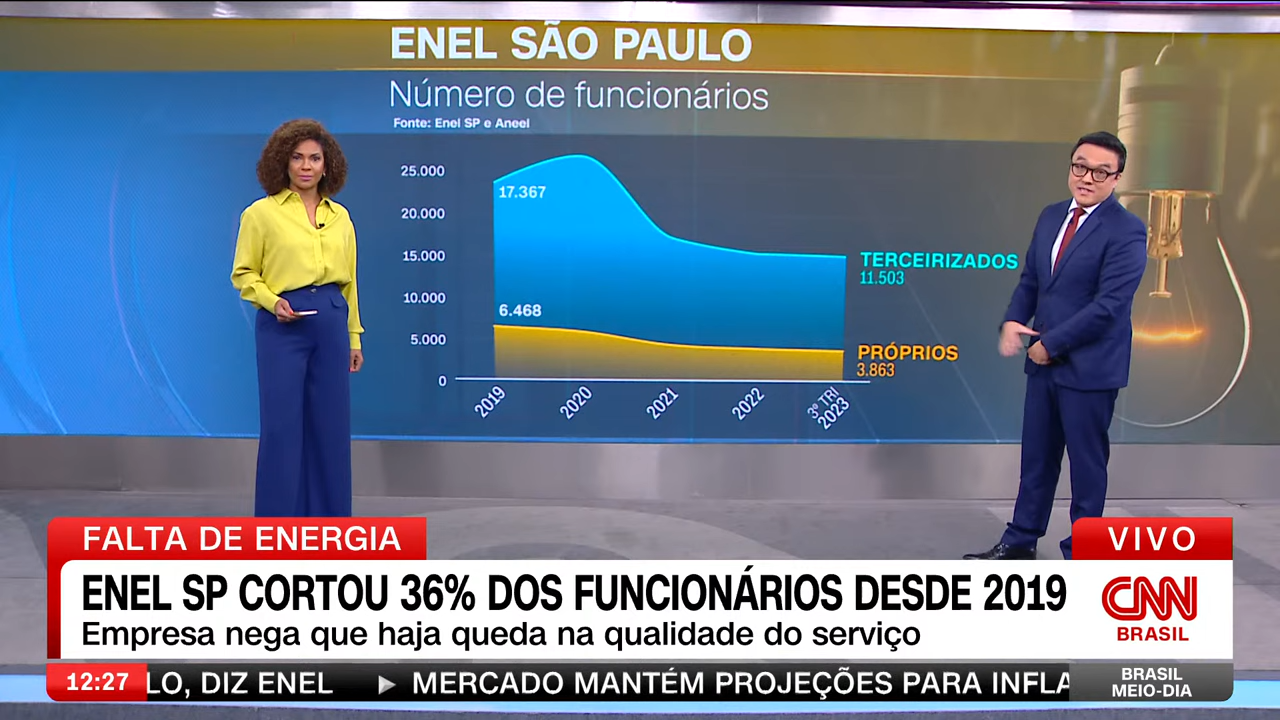 ENEL SÃO PAULO
Número de funcionários
Fonte: Enel SP e Aneel
25.000
20.000
15.000
10.000
5.000
0
17.367
6.468
TERCEIRIZADOS
11.503
PRÓPRIOS
3.863
2019
2020
2021
2022
3º TRI
2023
FALTA DE ENERGIA
VIVO
ENEL SP CORTOU 36% DOS FUNCIONÁRIOS DESDE 2019
Empresa nega que haja queda na qualidade do serviço
CNN
BRASIL
12:27
LO, DIZ ENEL ▶ MERCADO MANTÉM PROJEÇÕES PARA INFLA
BRASIL
MEIO-DIA